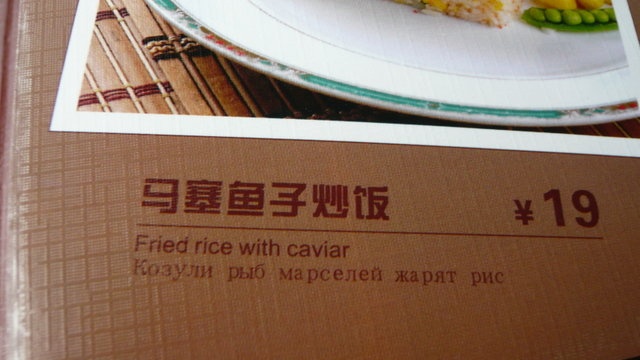 马塞鱼子炒饭
¥ 19
Fried rice with caviar
Козули рыб марселей жарят рис